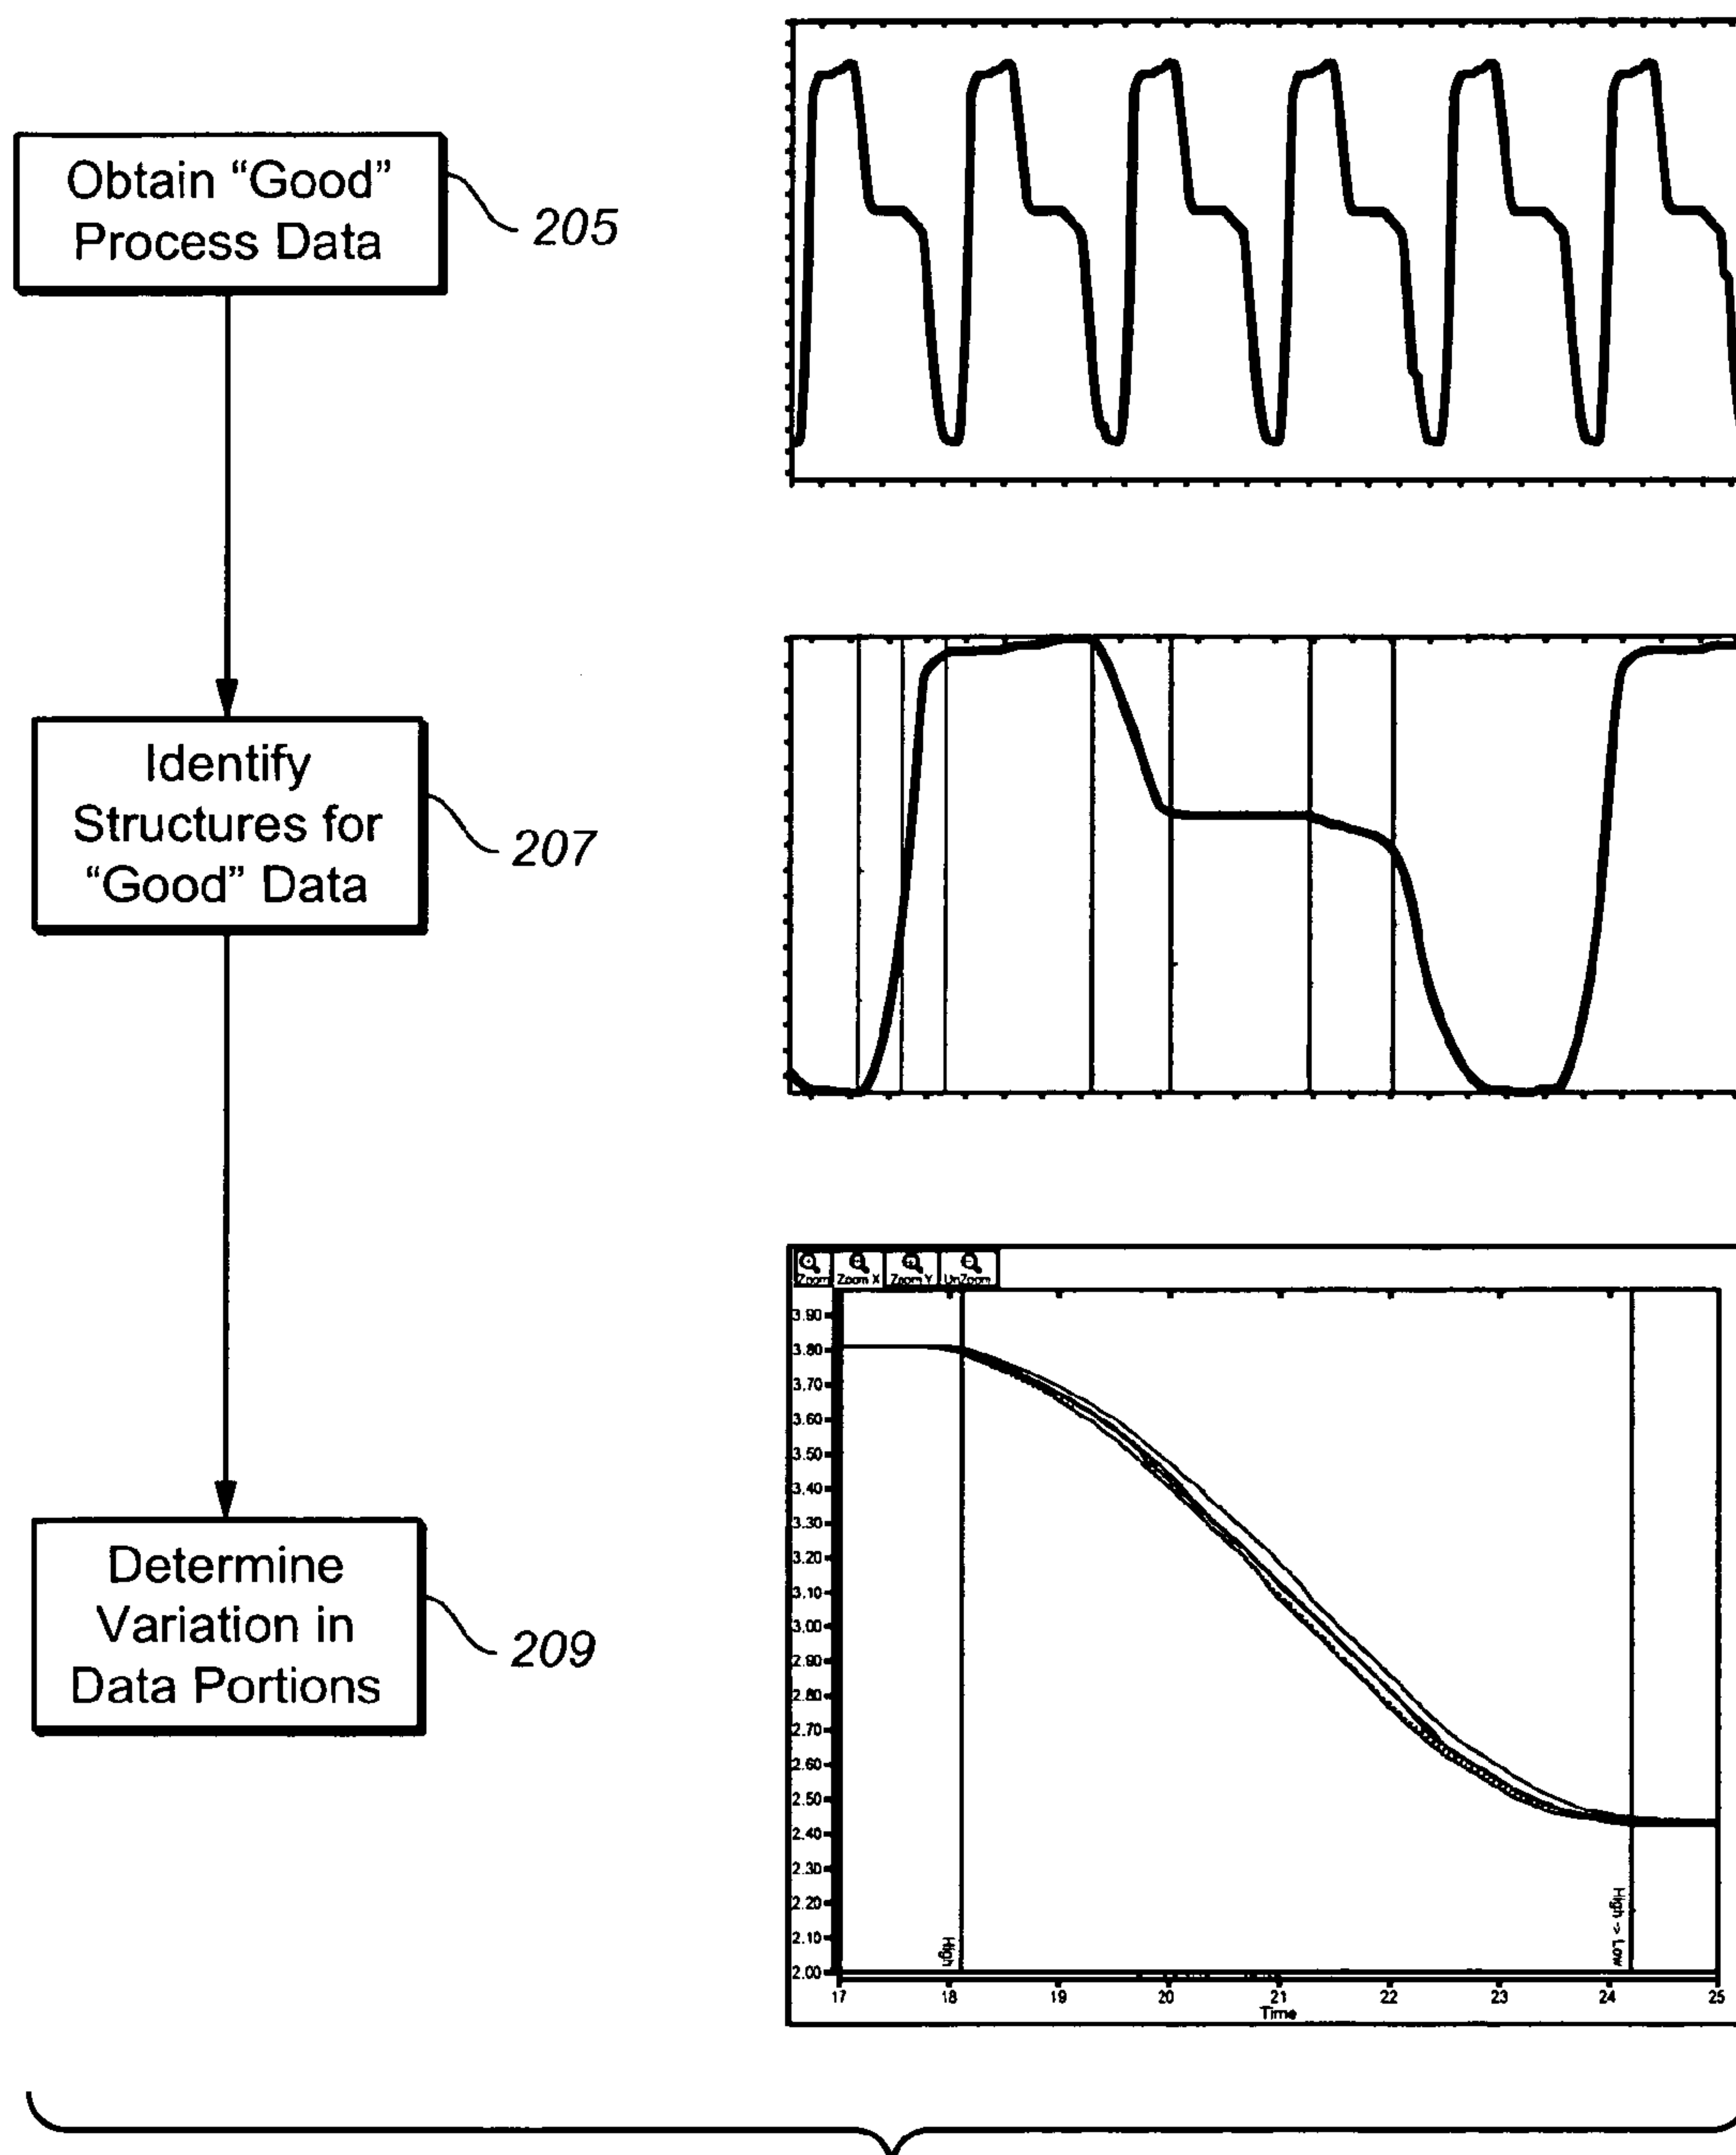 Obtain “Good”
Process Data
205
Identify
Structures for
“Good” Data
207
Determine
Variation in
Data Portions
209
Zoom
Zoom X
Zoom Y
UnZoom
3.90
3.80
3.70
3.60
3.50
3.40
3.30
3.20
3.10
3.00
2.90
2.80
2.70
2.60
2.50
2.40
2.30
2.20
2.10
2.00
High
High -> Low
17
18
19
20
21
22
23
24
25
Time